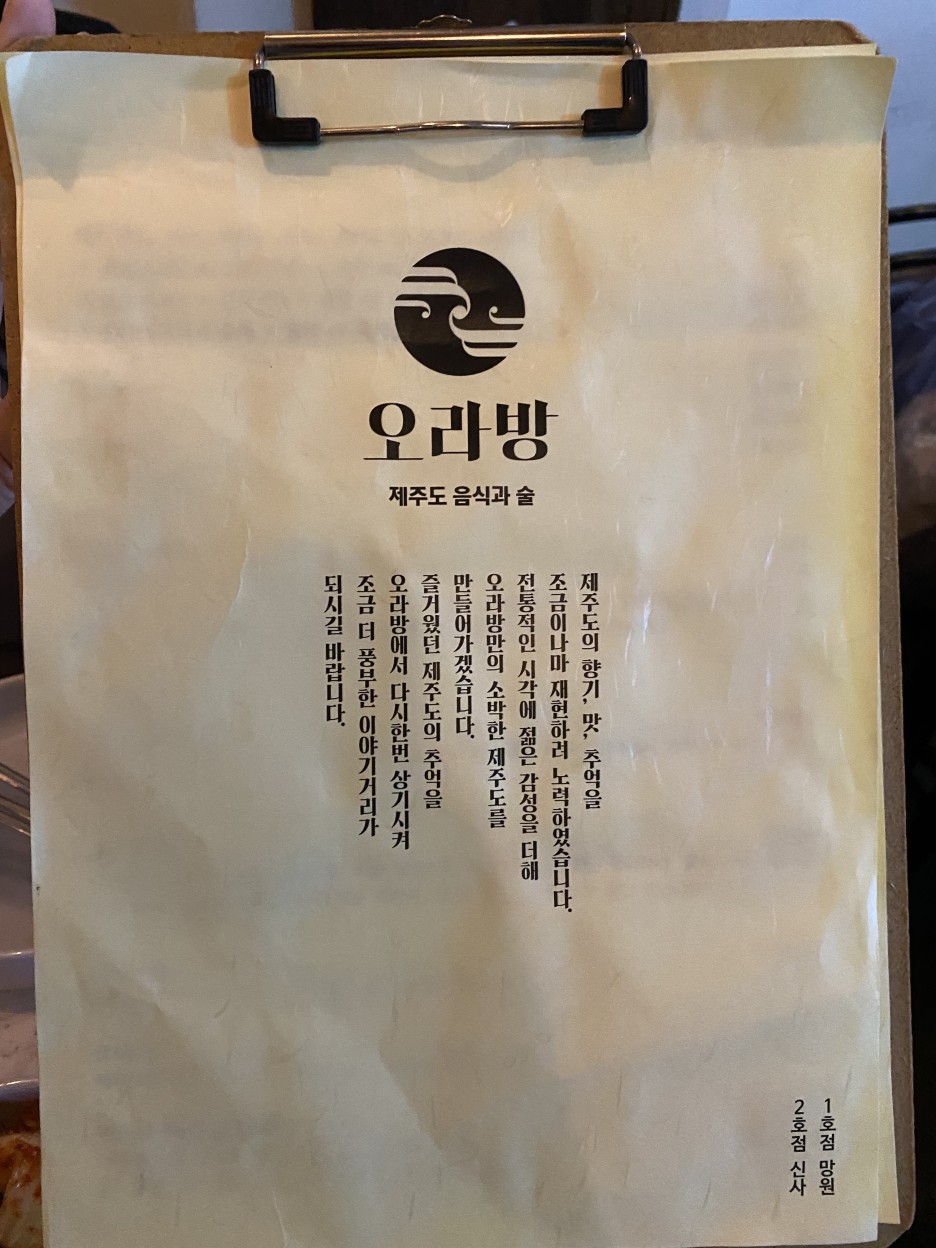 오라방
제주도 음식과 술
제주도의 향기, 맛, 추억을
조금이나마 재현하려 노력하였습니다.
전통적인 시각에 젊은 감성을 더해
오라방만의 소박한 제주도를
만들어가겠습니다.
즐거웠던 제주도의 추억을
오라방에서 다시한번 상기시켜
조금 더 풍부한 이야기거리가
되시길 바랍니다.
1호점 망원
2호점 신사